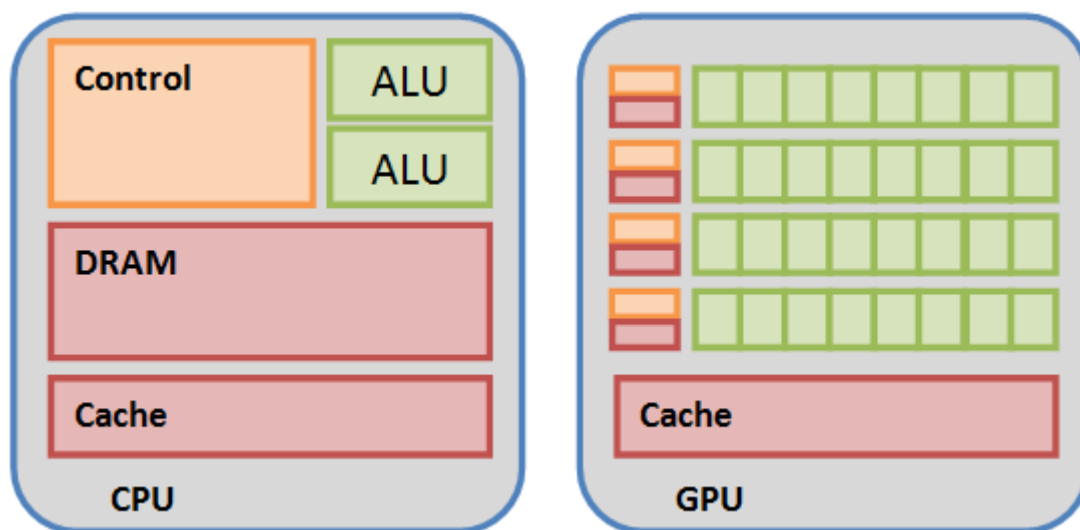 Control
ALU
ALU
DRAM
Cache
CPU
Cache
GPU